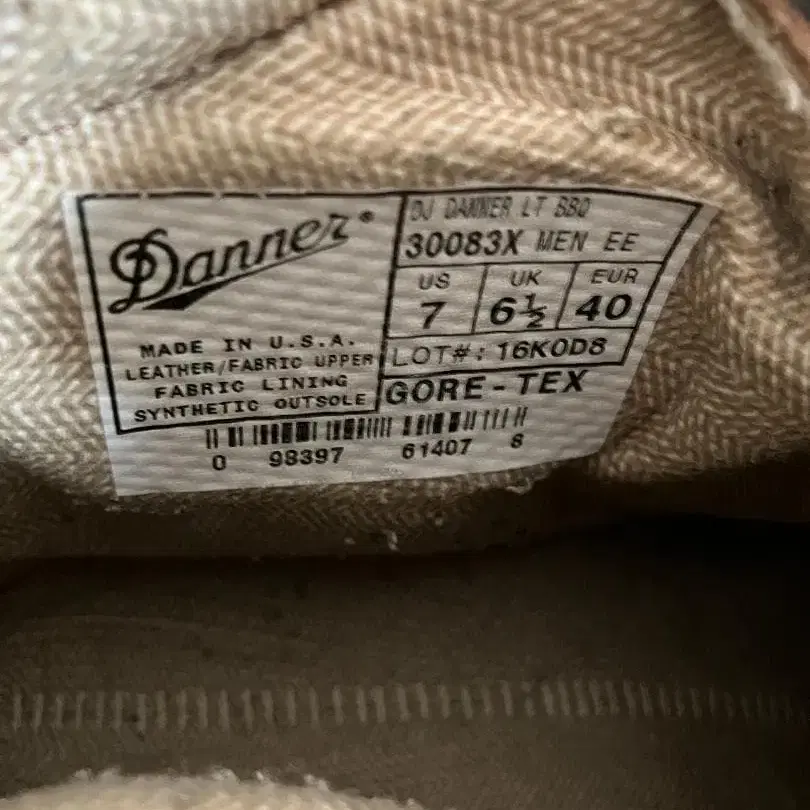 Danner®
MADE IN U.S.A.
LEATHER/FABRIC UPPER
FABRIC LINING
SYNTHETIC OUTSOLE
DJ DANNER LT BBQ
30083X MEN EE
US UK EUR
7 6½ 40
LOT#: 16K0D8
GORE-TEX
0 98397 61407 8